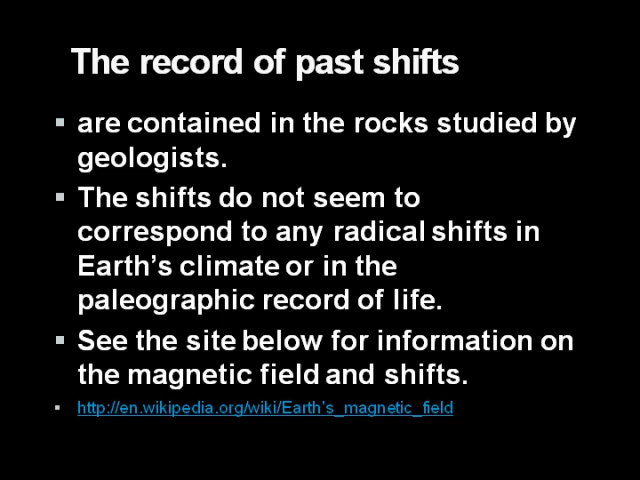 The record of past shifts
▪ are contained in the rocks studied by
geologists.
▪ The shifts do not seem to
correspond to any radical shifts in
Earth’s climate or in the
paleographic record of life.
▪ See the site below for information on
the magnetic field and shifts.
▪ http://en.wikipedia.org/wiki/Earth’s_magnetic_field